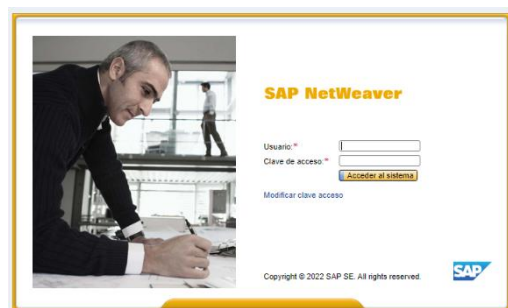 SAP NetWeaver
Usuario:*
Clave de acceso:*
Acceder al sistema
Modificar clave acceso
Copyright © 2022 SAP SE. All rights reserved.
SAP